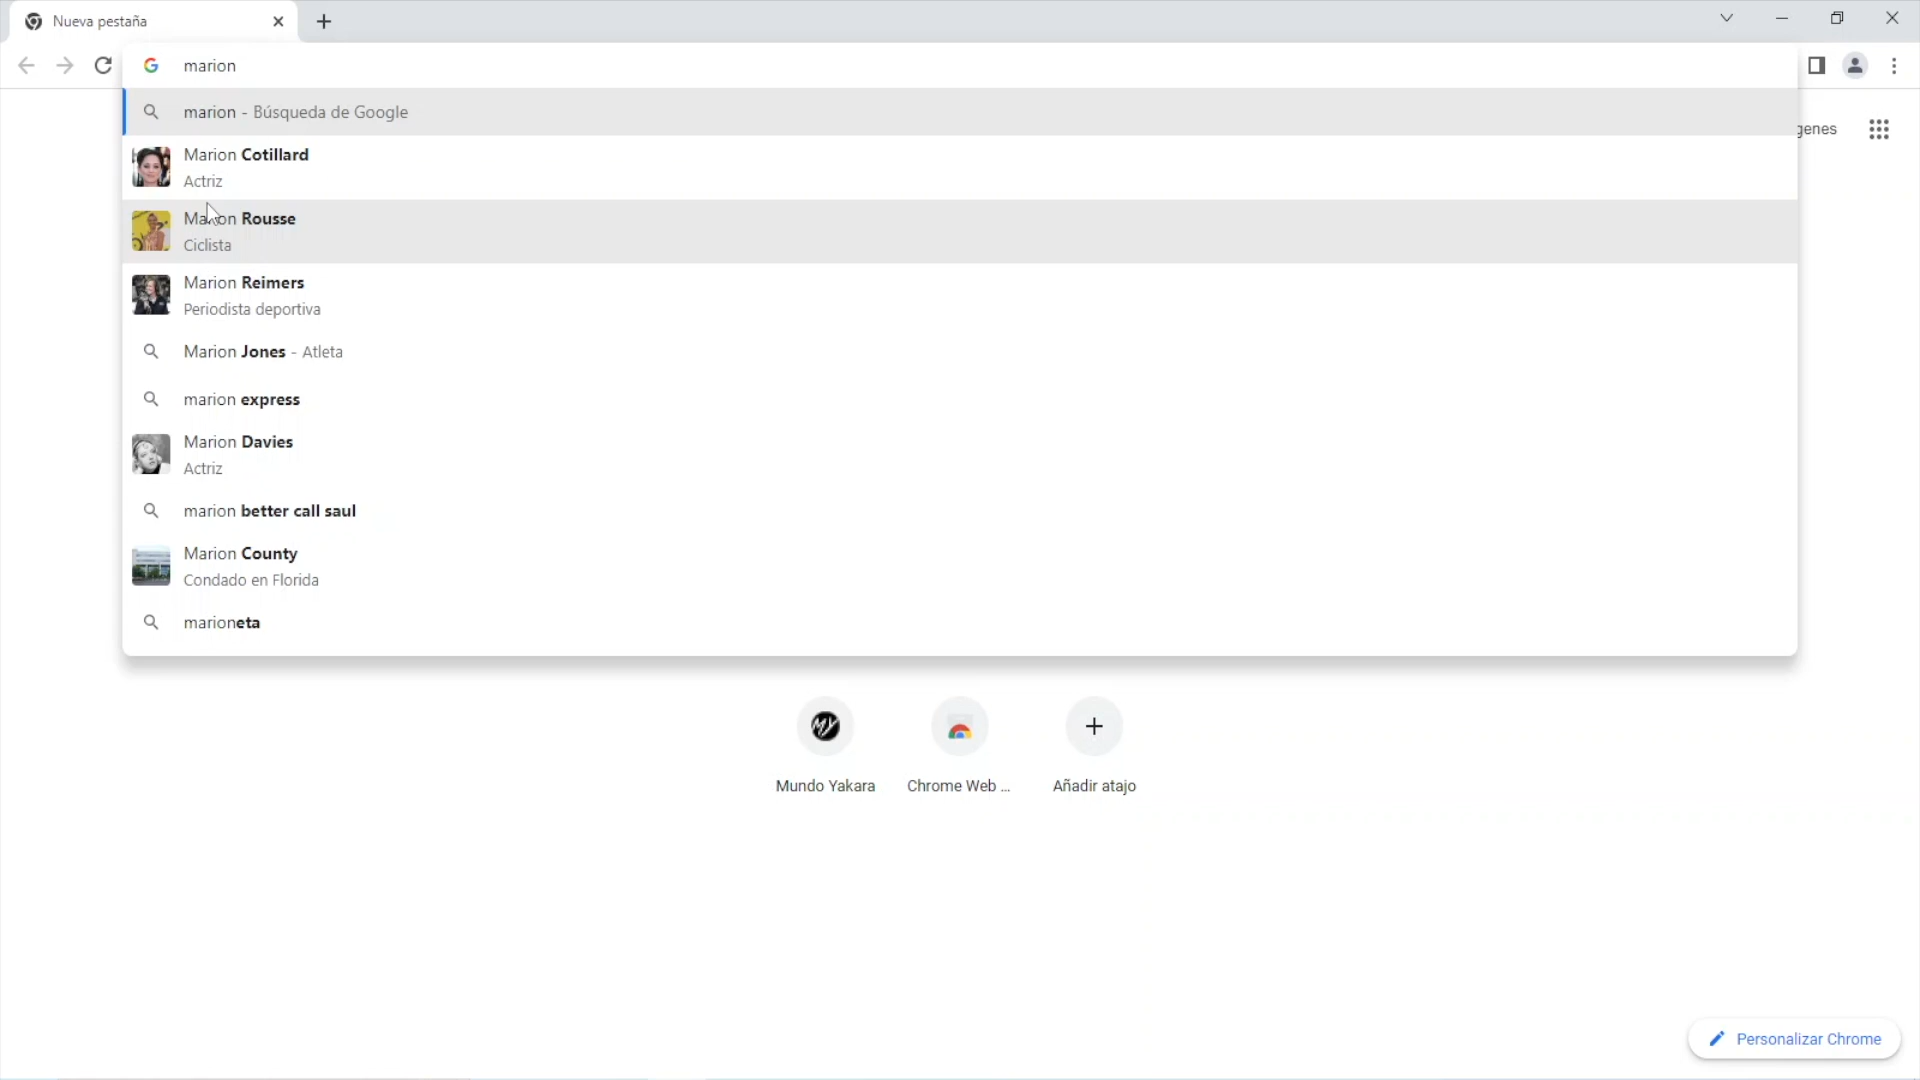 Nueva pestaña
marion
marion - Búsqueda de Google
genes
Marion Cotillard
Actriz
Marion Rousse
Ciclista
Marion Reimers
Periodista deportiva
Marion Jones - Atleta
marion express
Marion Davies
Actriz
marion better call saul
Marion County
Condado en Florida
marioneta
MY
Mundo Yakara
Chrome Web ...
Añadir atajo
Personalizar Chrome